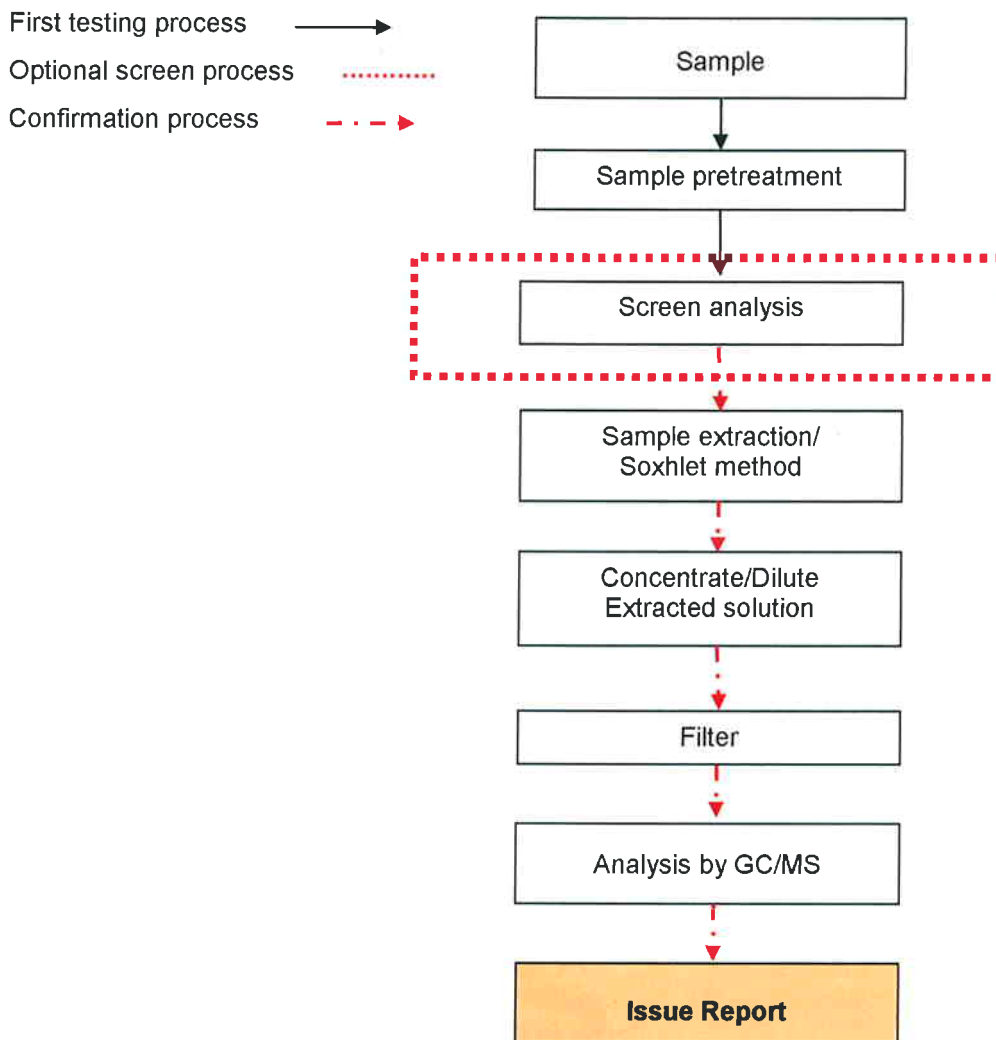 First testing process
Optional screen process
Confirmation process
Sample
Sample pretreatment
Screen analysis
Sample extraction/
Soxhlet method
Concentrate/Dilute
Extracted solution
Filter
Analysis by GC/MS
Issue Report